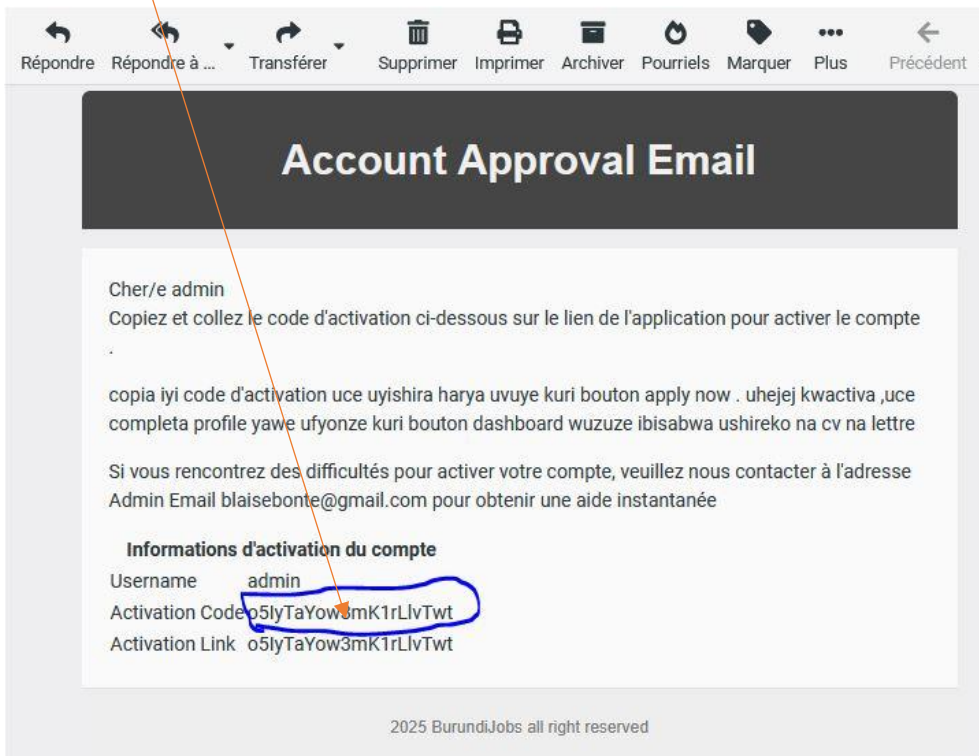 Répondre Répondre à ... Transférer Supprimer Imprimer Archiver Pourriels Marquer Plus Précédent
Account Approval Email
Cher/e admin
Copiez et collez le code d'activation ci-dessous sur le lien de l'application pour activer le compte
.
copia iyi code d'activation uce uyishira harya uvuye kuri bouton apply now . uhejej kwactiva ,uce
completa profile yawe ufyonze kuri bouton dashboard wuzuze ibisabwa ushireko na cv na lettre
Si vous rencontrez des difficultés pour activer votre compte, veuillez nous contacter à l'adresse
Admin Email blaisebonte@gmail.com pour obtenir une aide instantanée
Informations d'activation du compte
Username admin
Activation Code o5IyTaYow3mK1rLlvTwt
Activation Link o5IyTaYow3mK1rLlvTwt
2025 BurundiJobs all right reserved